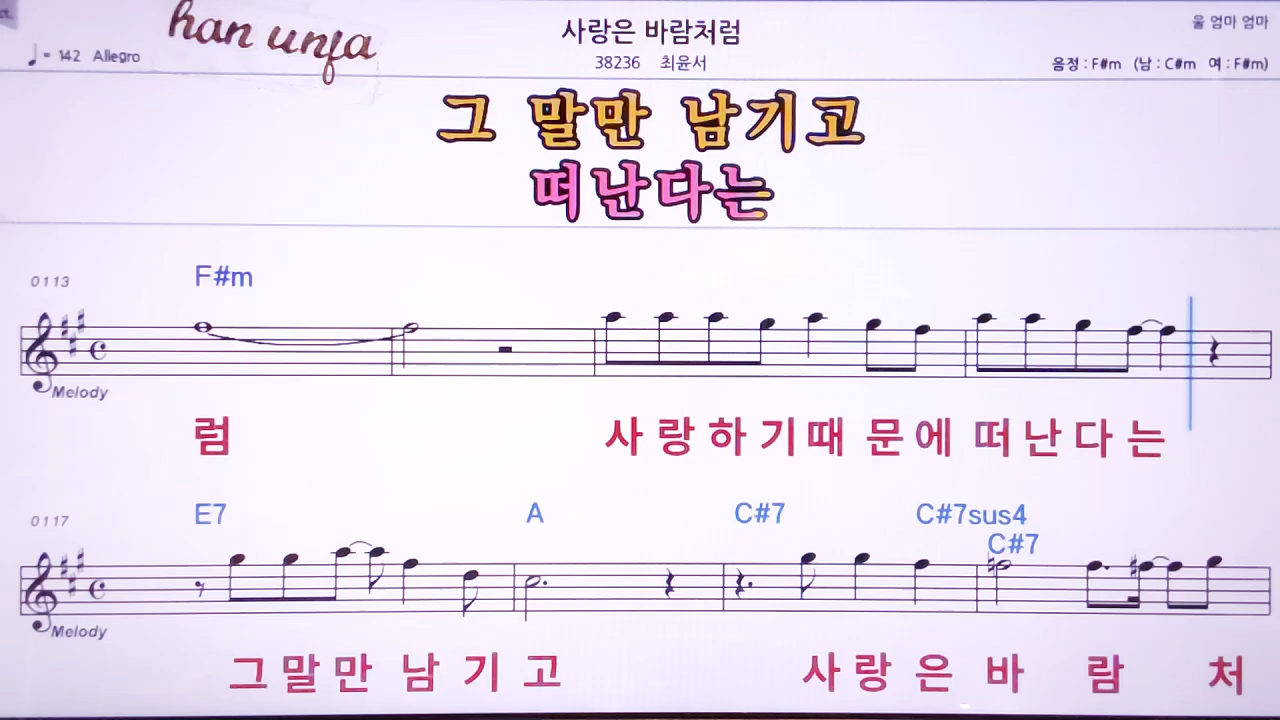 han unja
사랑은 바람처럼
울 엄마 엄마
♩= 142 Allegro
38236 최윤서
음정 : F#m (남 : C#m 여 : F#m)
그 말만 남기고
떠난다는
0113
F#m
Melody
럼 사랑하기때 문에 떠난다는
0117
E7 A C#7 C#7sus4
C#7
Melody
그말만 남 기 고 사랑 은 바 람 처